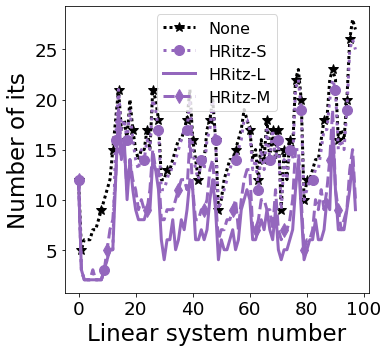 None
HRitz-S
HRitz-L
HRitz-M
Number of its
25
20
15
10
5
0 20 40 60 80 100
Linear system number